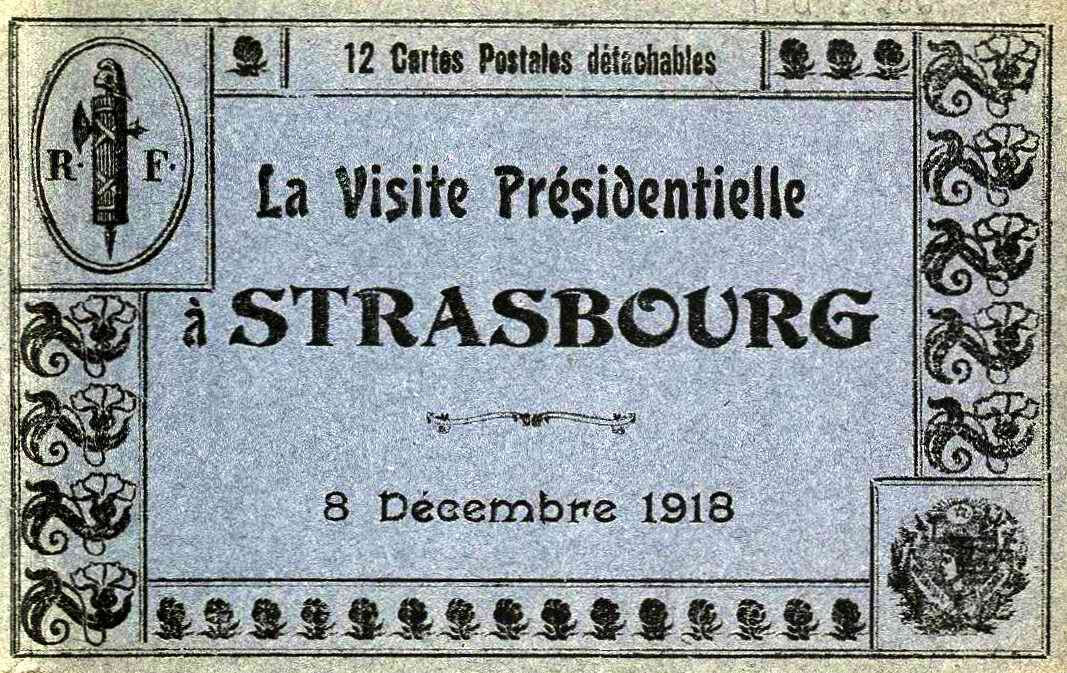 12 Cartes Postales détachables
R. F.
La Visite Présidentielle
à STRASBOURG
8 Décembre 1918